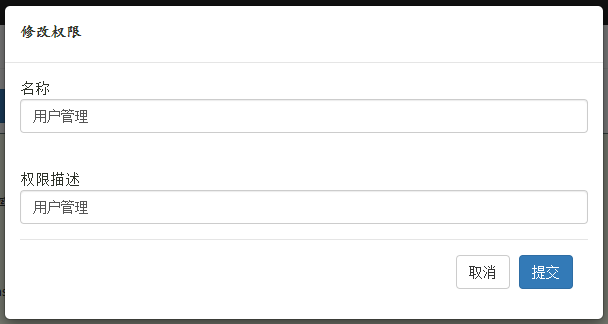 修改权限
名称
用户管理
权限描述
用户管理
取消 提交